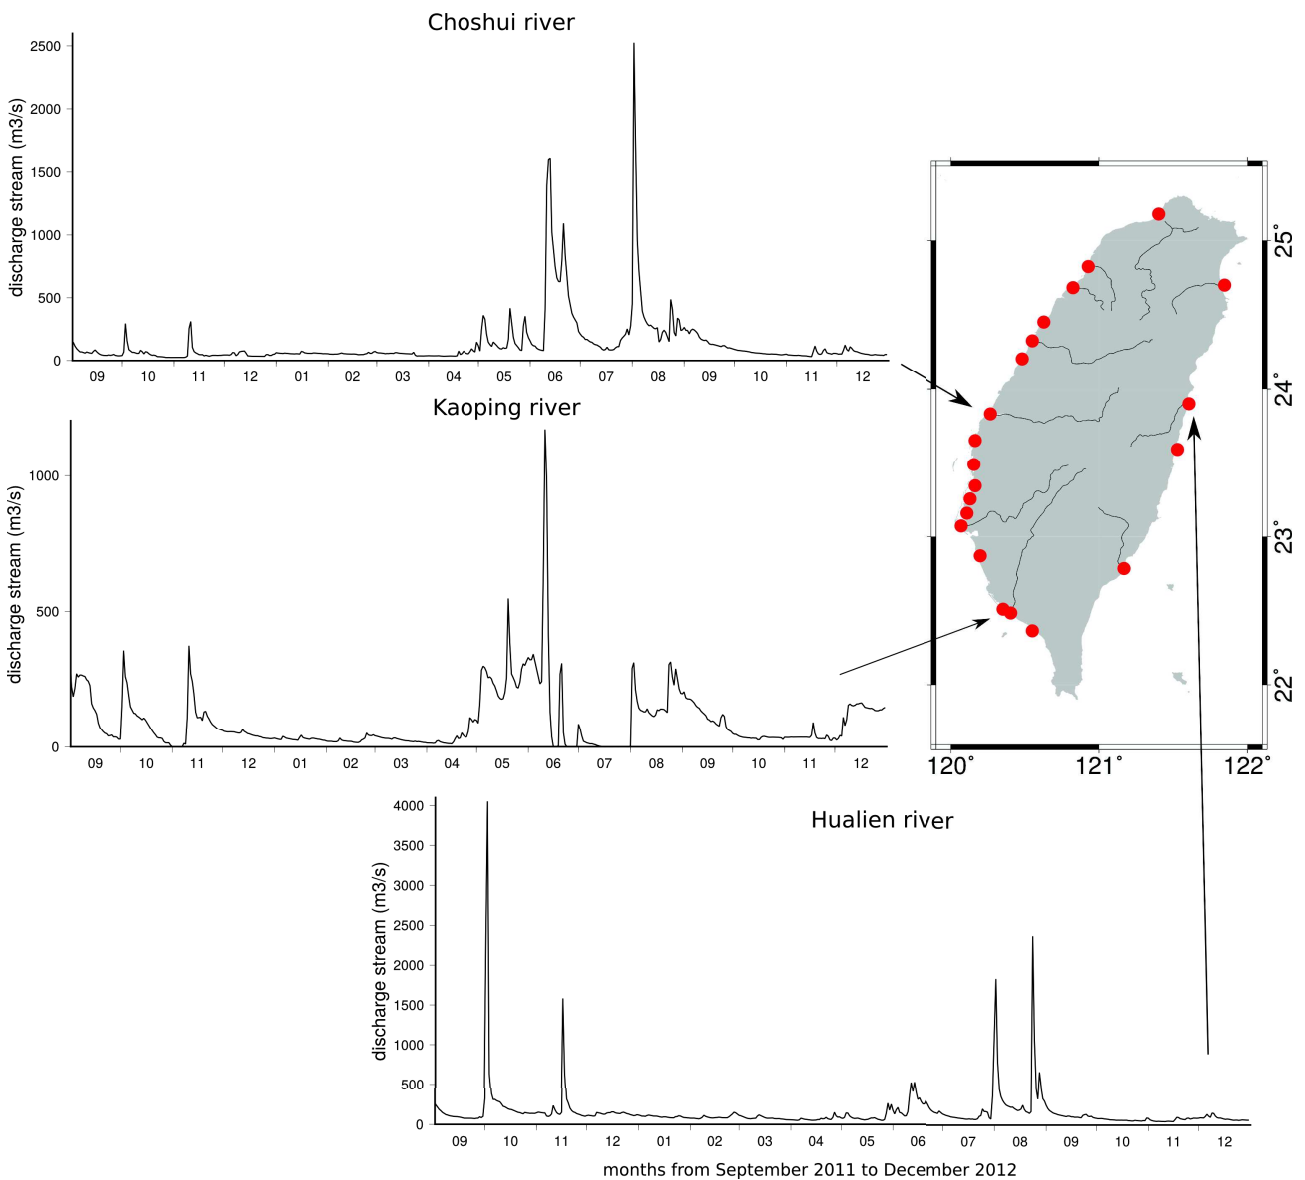 Choshui river
discharge stream (m3/s)
2500
2000
1500
1000
500
0
09 10 11 12 01 02 03 04 05 06 07 08 09 10 11 12
Kaoping river
discharge stream (m3/s)
1000
500
0
09 10 11 12 01 02 03 04 05 06 07 08 09 10 11 12
25°
24°
23°
22°
120° 121° 122°
Hualien river
discharge stream (m3/s)
4000
3500
3000
2500
2000
1500
1000
500
0
09 10 11 12 01 02 03 04 05 06 07 08 09 10 11 12
months from September 2011 to December 2012